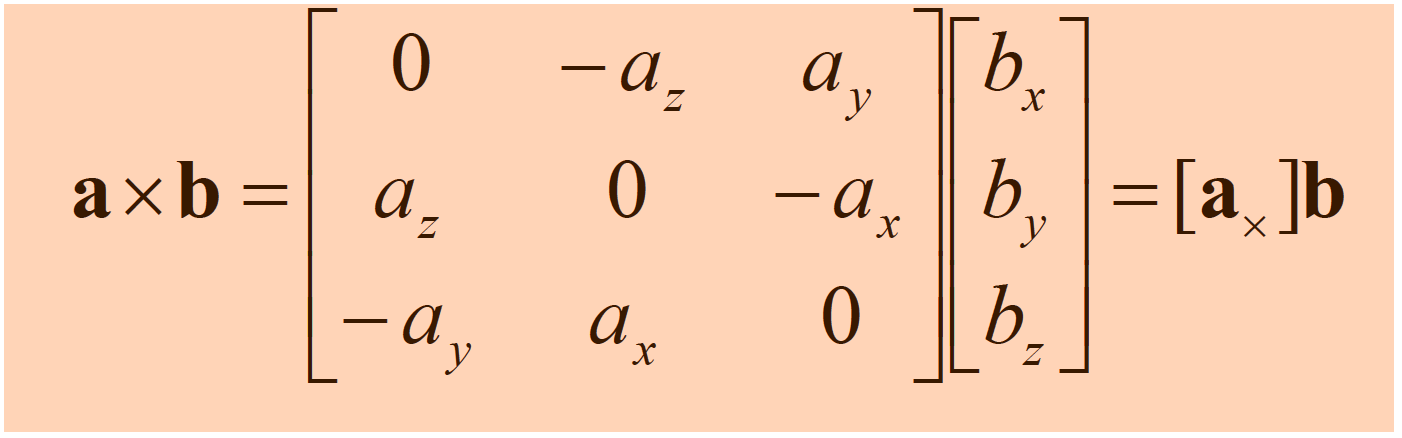 0 −a_z a_y b_x
a × b = a_z 0 −a_x b_y = [a_×]b
−a_y a_x 0 b_z